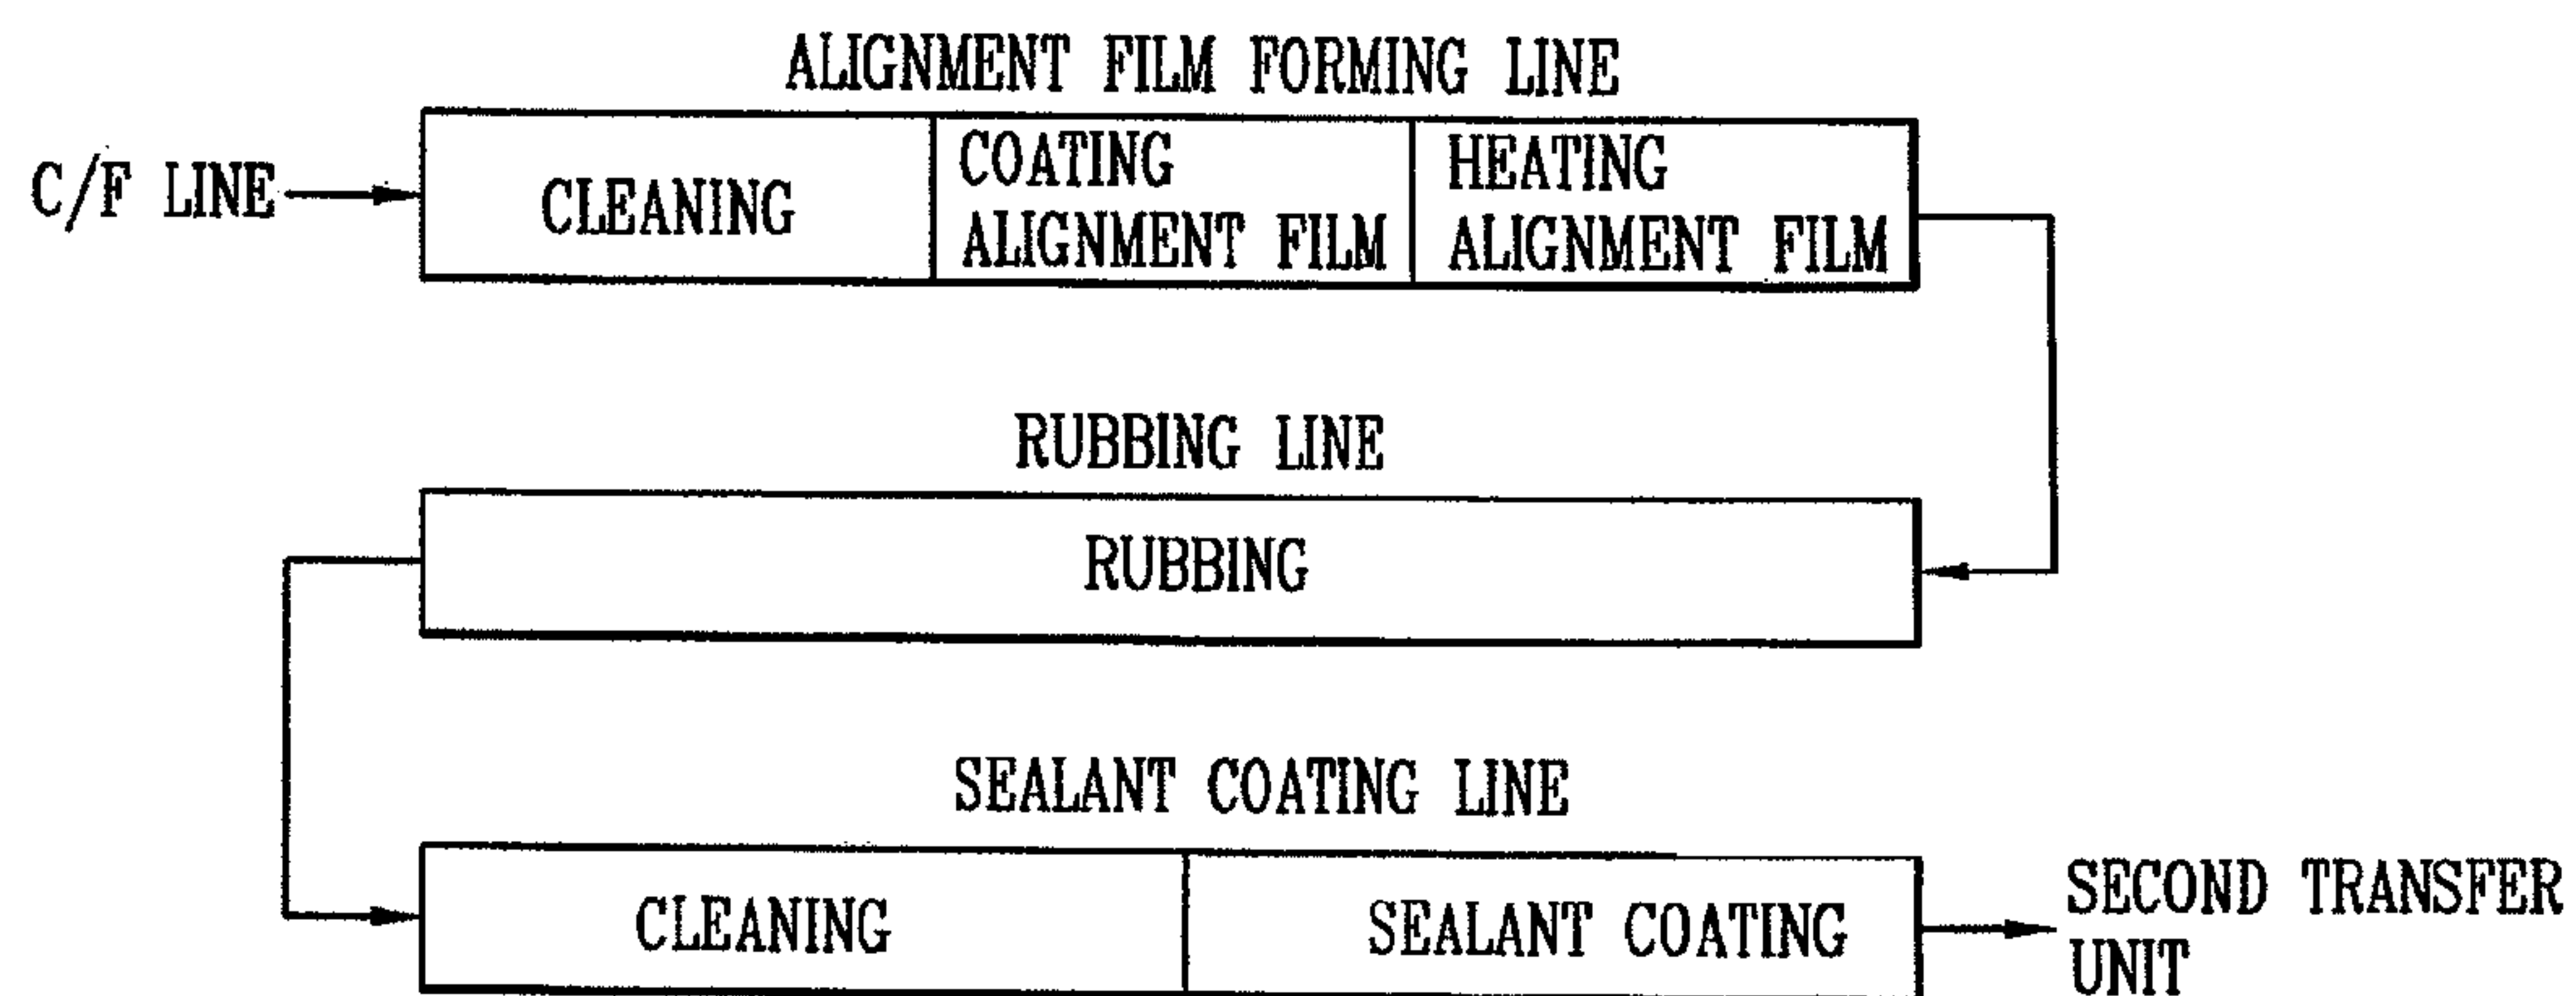 ALIGNMENT FILM FORMING LINE
C/F LINE
CLEANING
COATING
ALIGNMENT FILM
HEATING
ALIGNMENT FILM
RUBBING LINE
RUBBING
SEALANT COATING LINE
CLEANING
SEALANT COATING
SECOND TRANSFER
UNIT